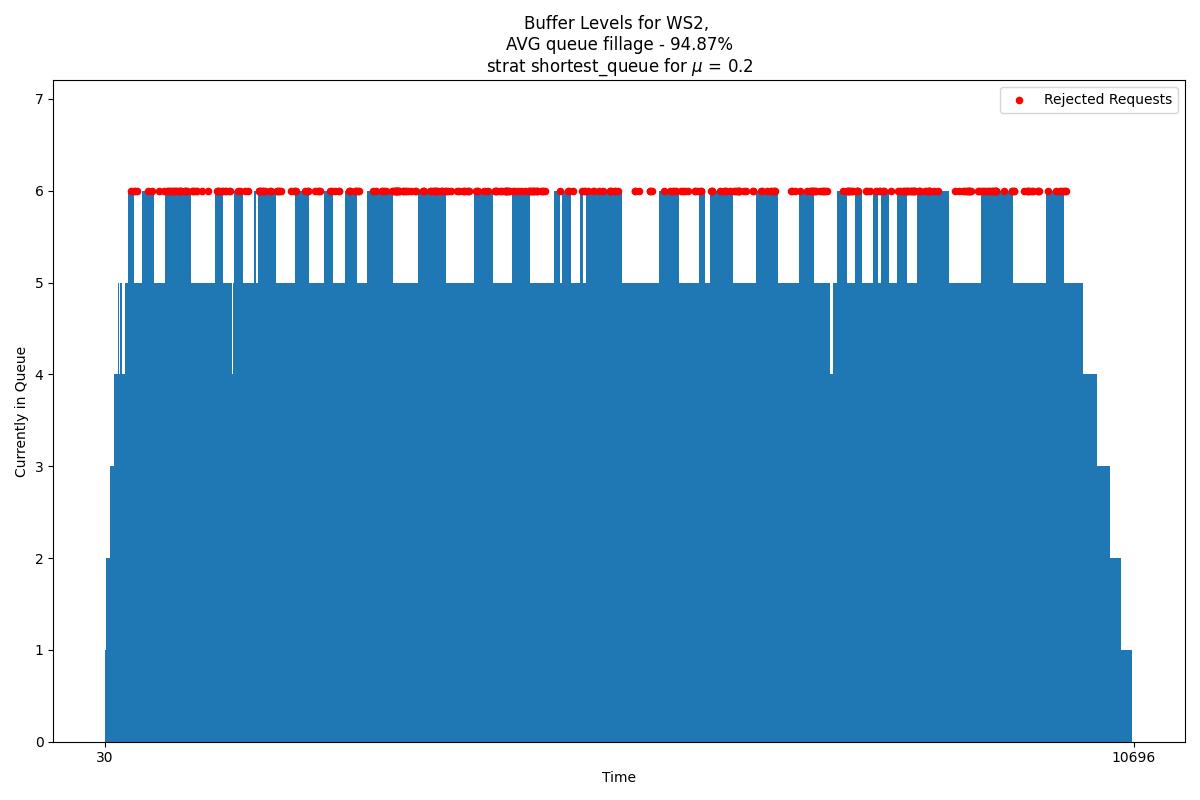 Buffer Levels for WS2,
AVG queue fillage - 94.87%
strat shortest_queue for μ = 0.2
Rejected Requests
7
6
5
4
3
2
1
0
Currently in Queue
30
10696
Time